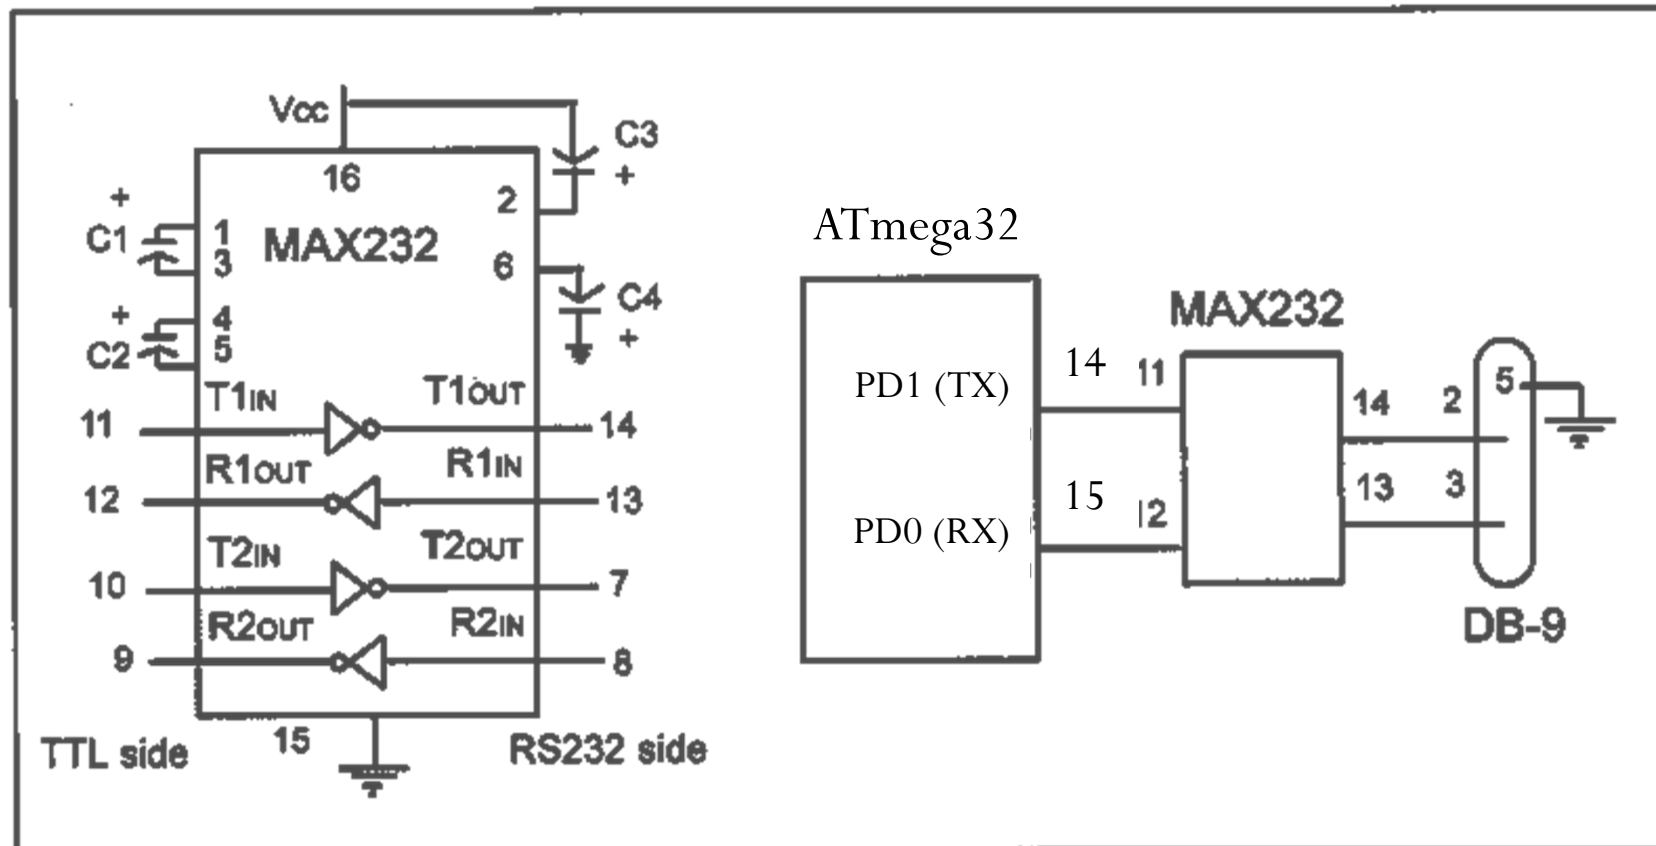 Vcc
C3
+
16
2
+
C1
1
3
MAX232
6
C4
+
+
C2
4
5
T1IN
T1OUT
11
14
R1OUT
R1IN
12
13
T2IN
T2OUT
10
7
R2OUT
R2IN
9
8
TTL side
15
RS232 side
ATmega32
PD1 (TX)
14
11
PD0 (RX)
15
12
MAX232
14
13
2
3
5
DB-9